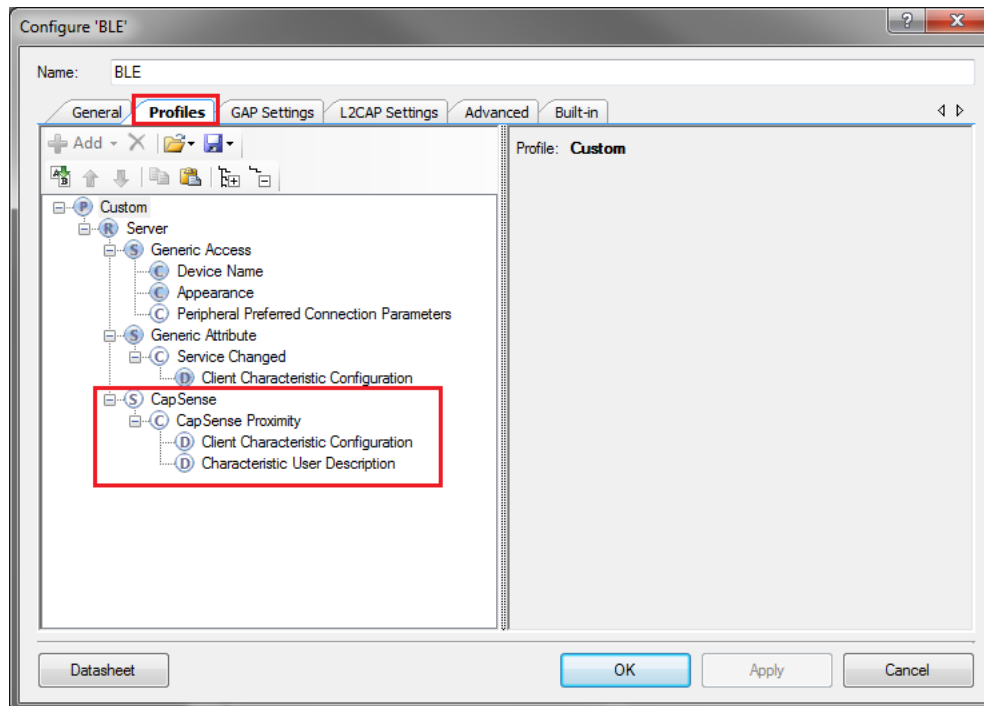 Configure 'BLE'
Name: BLE
General Profiles GAP Settings L2CAP Settings Advanced Built-in
Add
Profile: Custom
P Custom
R Server
S Generic Access
C Device Name
C Appearance
C Peripheral Preferred Connection Parameters
S Generic Attribute
C Service Changed
D Client Characteristic Configuration
S CapSense
C CapSense Proximity
D Client Characteristic Configuration
D Characteristic User Description
Datasheet OK Apply Cancel